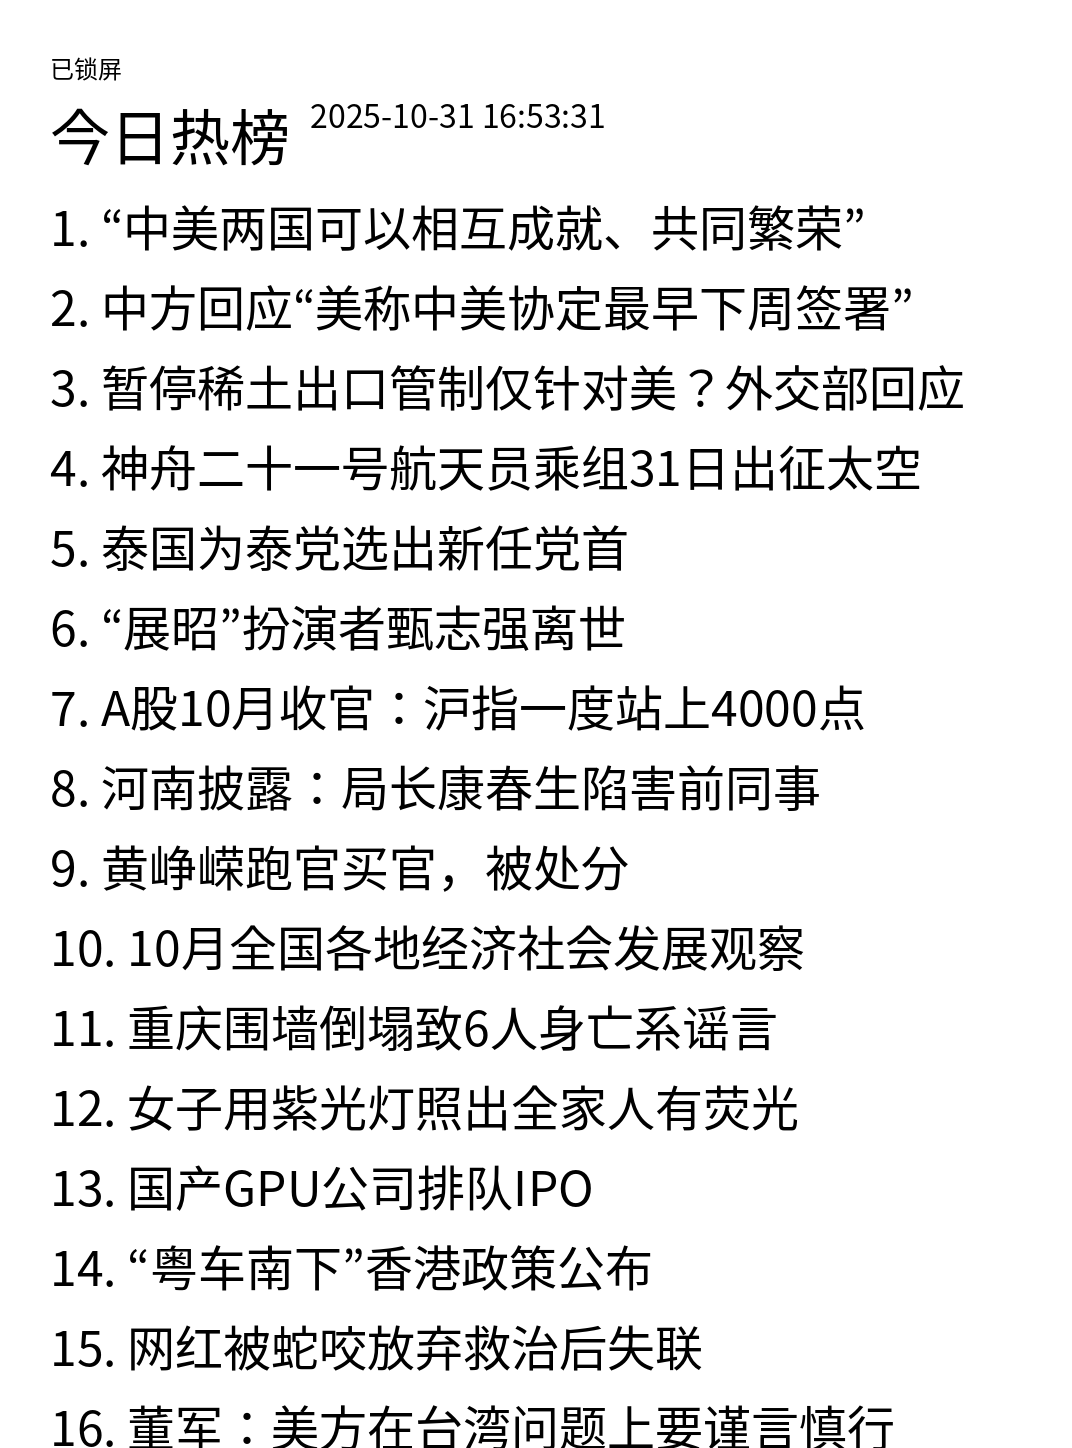 已锁屏
今日热榜 2025-10-31 16:53:31
1. “中美两国可以相互成就、共同繁荣”
2. 中方回应“美称中美协定最早下周签署”
3. 暂停稀土出口管制仅针对美？外交部回应
4. 神舟二十一号航天员乘组31日出征太空
5. 泰国为泰党选出新任党首
6. “展昭”扮演者甄志强离世
7. A股10月收官：沪指一度站上4000点
8. 河南披露：局长康春生陷害前同事
9. 黄峥嵘跑官买官，被处分
10. 10月全国各地经济社会发展观察
11. 重庆围墙倒塌致6人身亡系谣言
12. 女子用紫光灯照出全家人有荧光
13. 国产GPU公司排队IPO
14. “粤车南下”香港政策公布
15. 网红被蛇咬放弃救治后失联
16. 董军：美方在台湾问题上要谨言慎行